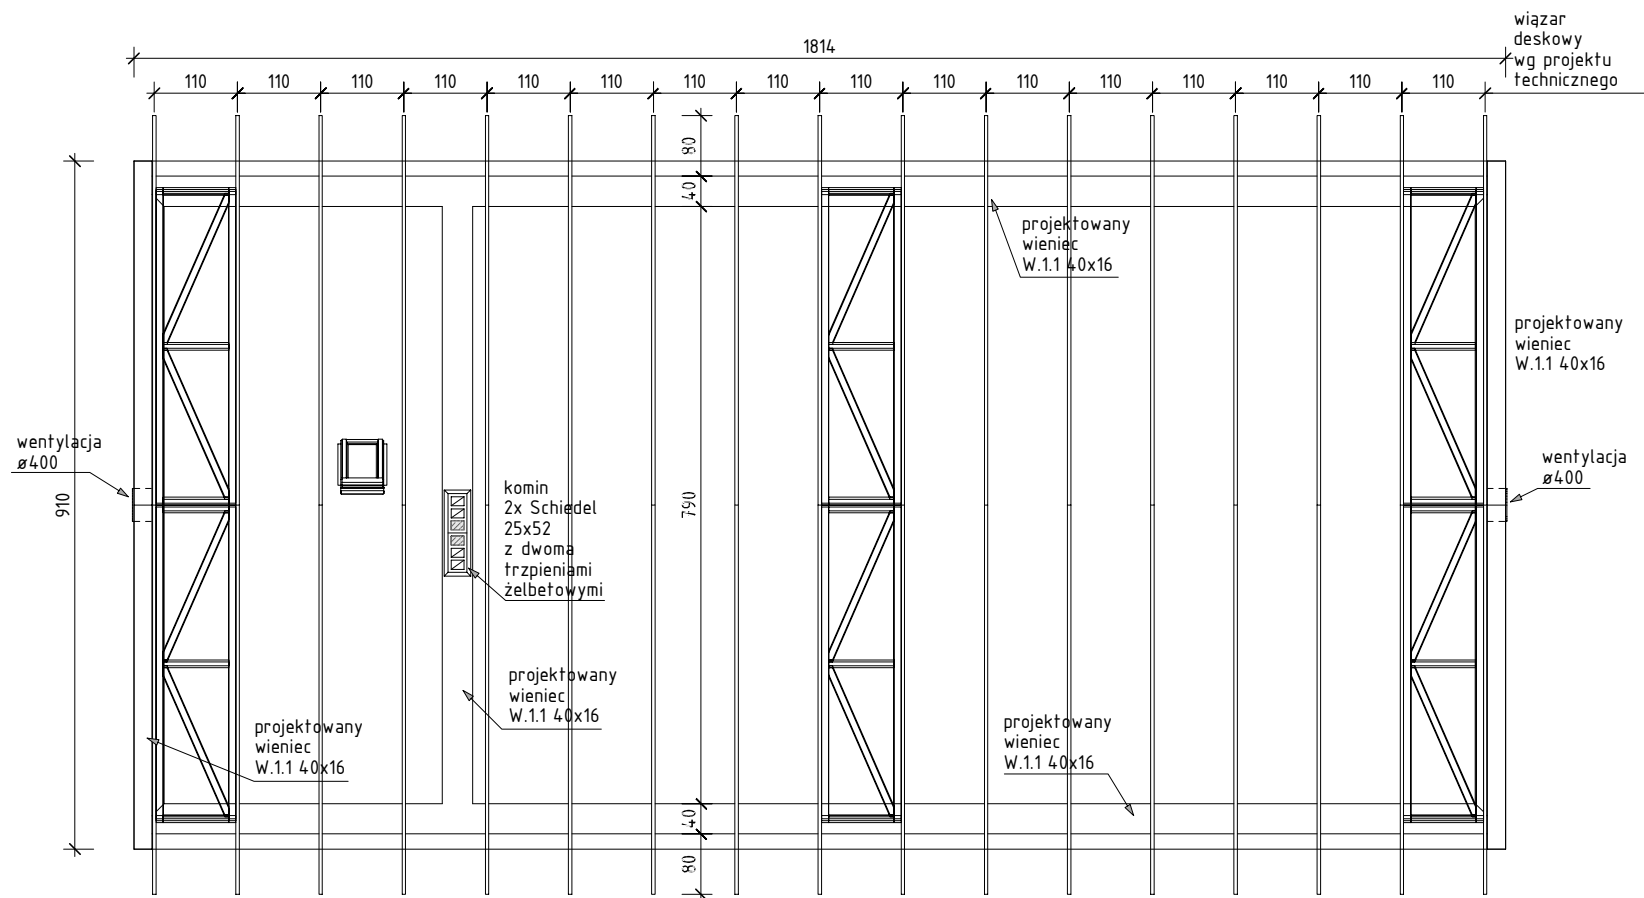 wiązar
deskowy
wg projektu
technicznego
1814
110 110 110 110 110 110 110 110 110 110 110 110 110 110 110 110
80
40
projektowany
wieniec
W.1.1 40x16
projektowany
wieniec
W.1.1 40x16
wentylacja
ø400
wentylacja
ø400
910
790
komin
2x Schiedel
25x52
z dwoma
trzpieniami
żelbetowymi
projektowany
wieniec
W.1.1 40x16
projektowany
wieniec
W.1.1 40x16
projektowany
wieniec
W.1.1 40x16
40
80